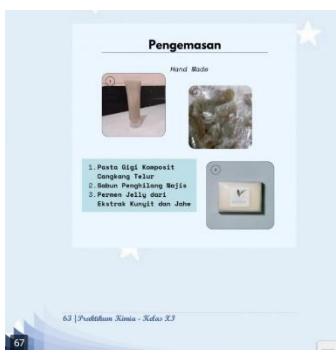 Pengemasan
Hand Made
1
1. Pasta Gigi Komposit
Cangkang Telur
2. Sabun Penghilang Najis
3. Permen Jelly dari
Ekstrak Kunyit dan Jahe
63 | Praktikum Kimia - Kelas XI
67